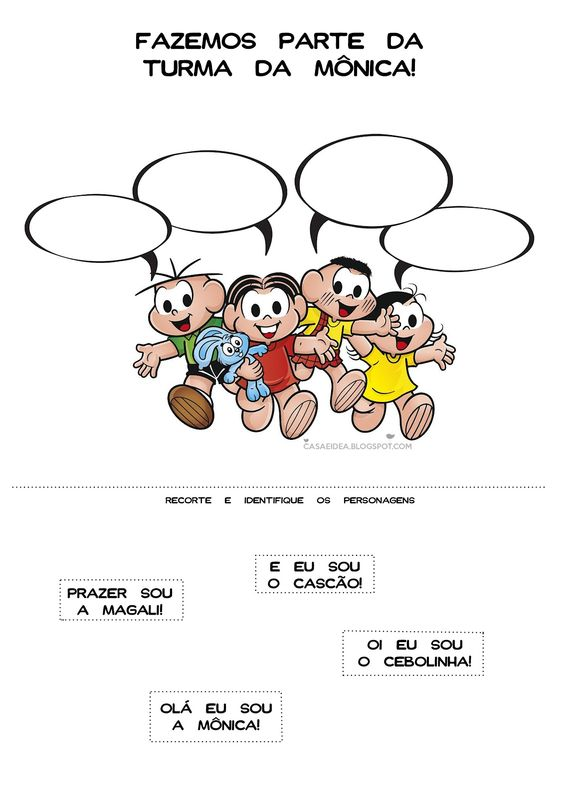 FAZEMOS PARTE DA
TURMA DA MÔNICA!
CASAEIDEA.BLOGSPOT.COM
RECORTE E IDENTIFIQUE OS PERSONAGENS
E EU SOU
O CASCÃO!
PRAZER SOU
A MAGALI!
OI EU SOU
O CEBOLINHA!
OLÁ EU SOU
A MÔNICA!